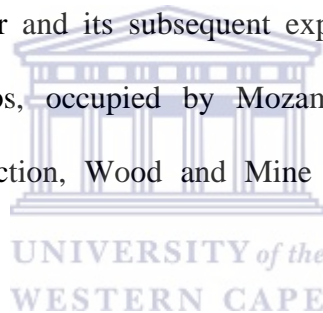 r and its subsequent exp
os, occupied by Mozan
ction, Wood and Mine
UNIVERSITY of the
WESTERN CAPE